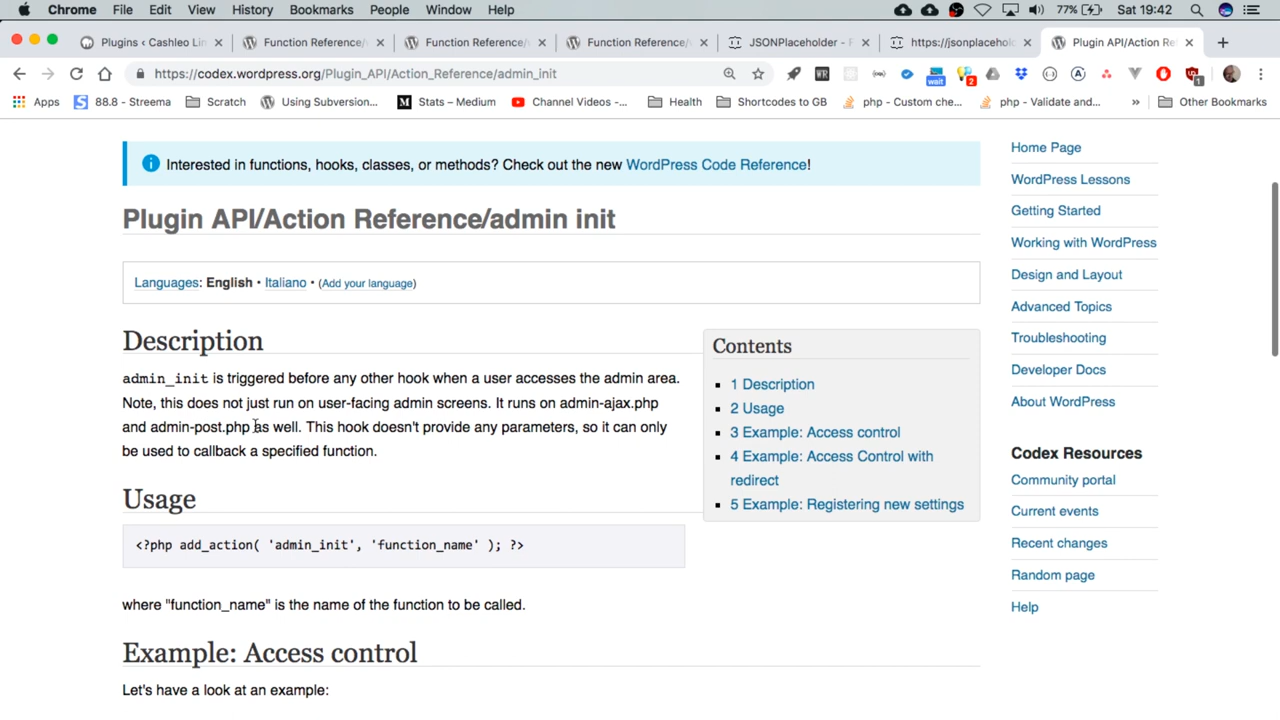 Chrome File Edit View History Bookmarks People Window Help 77% Sat 19:42
Plugins ‹ Cashleo Lin × Function Reference/ × Function Reference/ × Function Reference/ × JSONPlaceholder - F × https://jsonplacehol × Plugin API/Action Re × +
https://codex.wordpress.org/Plugin_API/Action_Reference/admin_init WR wait 2 1
Apps 88.8 - Streema Scratch Using Subversion... Stats – Medium Channel Videos -... Health Shortcodes to GB php - Custom che... php - Validate and... » Other Bookmarks
Interested in functions, hooks, classes, or methods? Check out the new WordPress Code Reference!
Plugin API/Action Reference/admin init
Languages: English • Italiano • (Add your language)
Description
admin_init is triggered before any other hook when a user accesses the admin area.
Note, this does not just run on user-facing admin screens. It runs on admin-ajax.php
and admin-post.php as well. This hook doesn't provide any parameters, so it can only
be used to callback a specified function.
Contents
1 Description
2 Usage
3 Example: Access control
4 Example: Access Control with
redirect
5 Example: Registering new settings
Usage
<?php add_action( 'admin_init', 'function_name' ); ?>
where "function_name" is the name of the function to be called.
Example: Access control
Let's have a look at an example:
Home Page
WordPress Lessons
Getting Started
Working with WordPress
Design and Layout
Advanced Topics
Troubleshooting
Developer Docs
About WordPress
Codex Resources
Community portal
Current events
Recent changes
Random page
Help